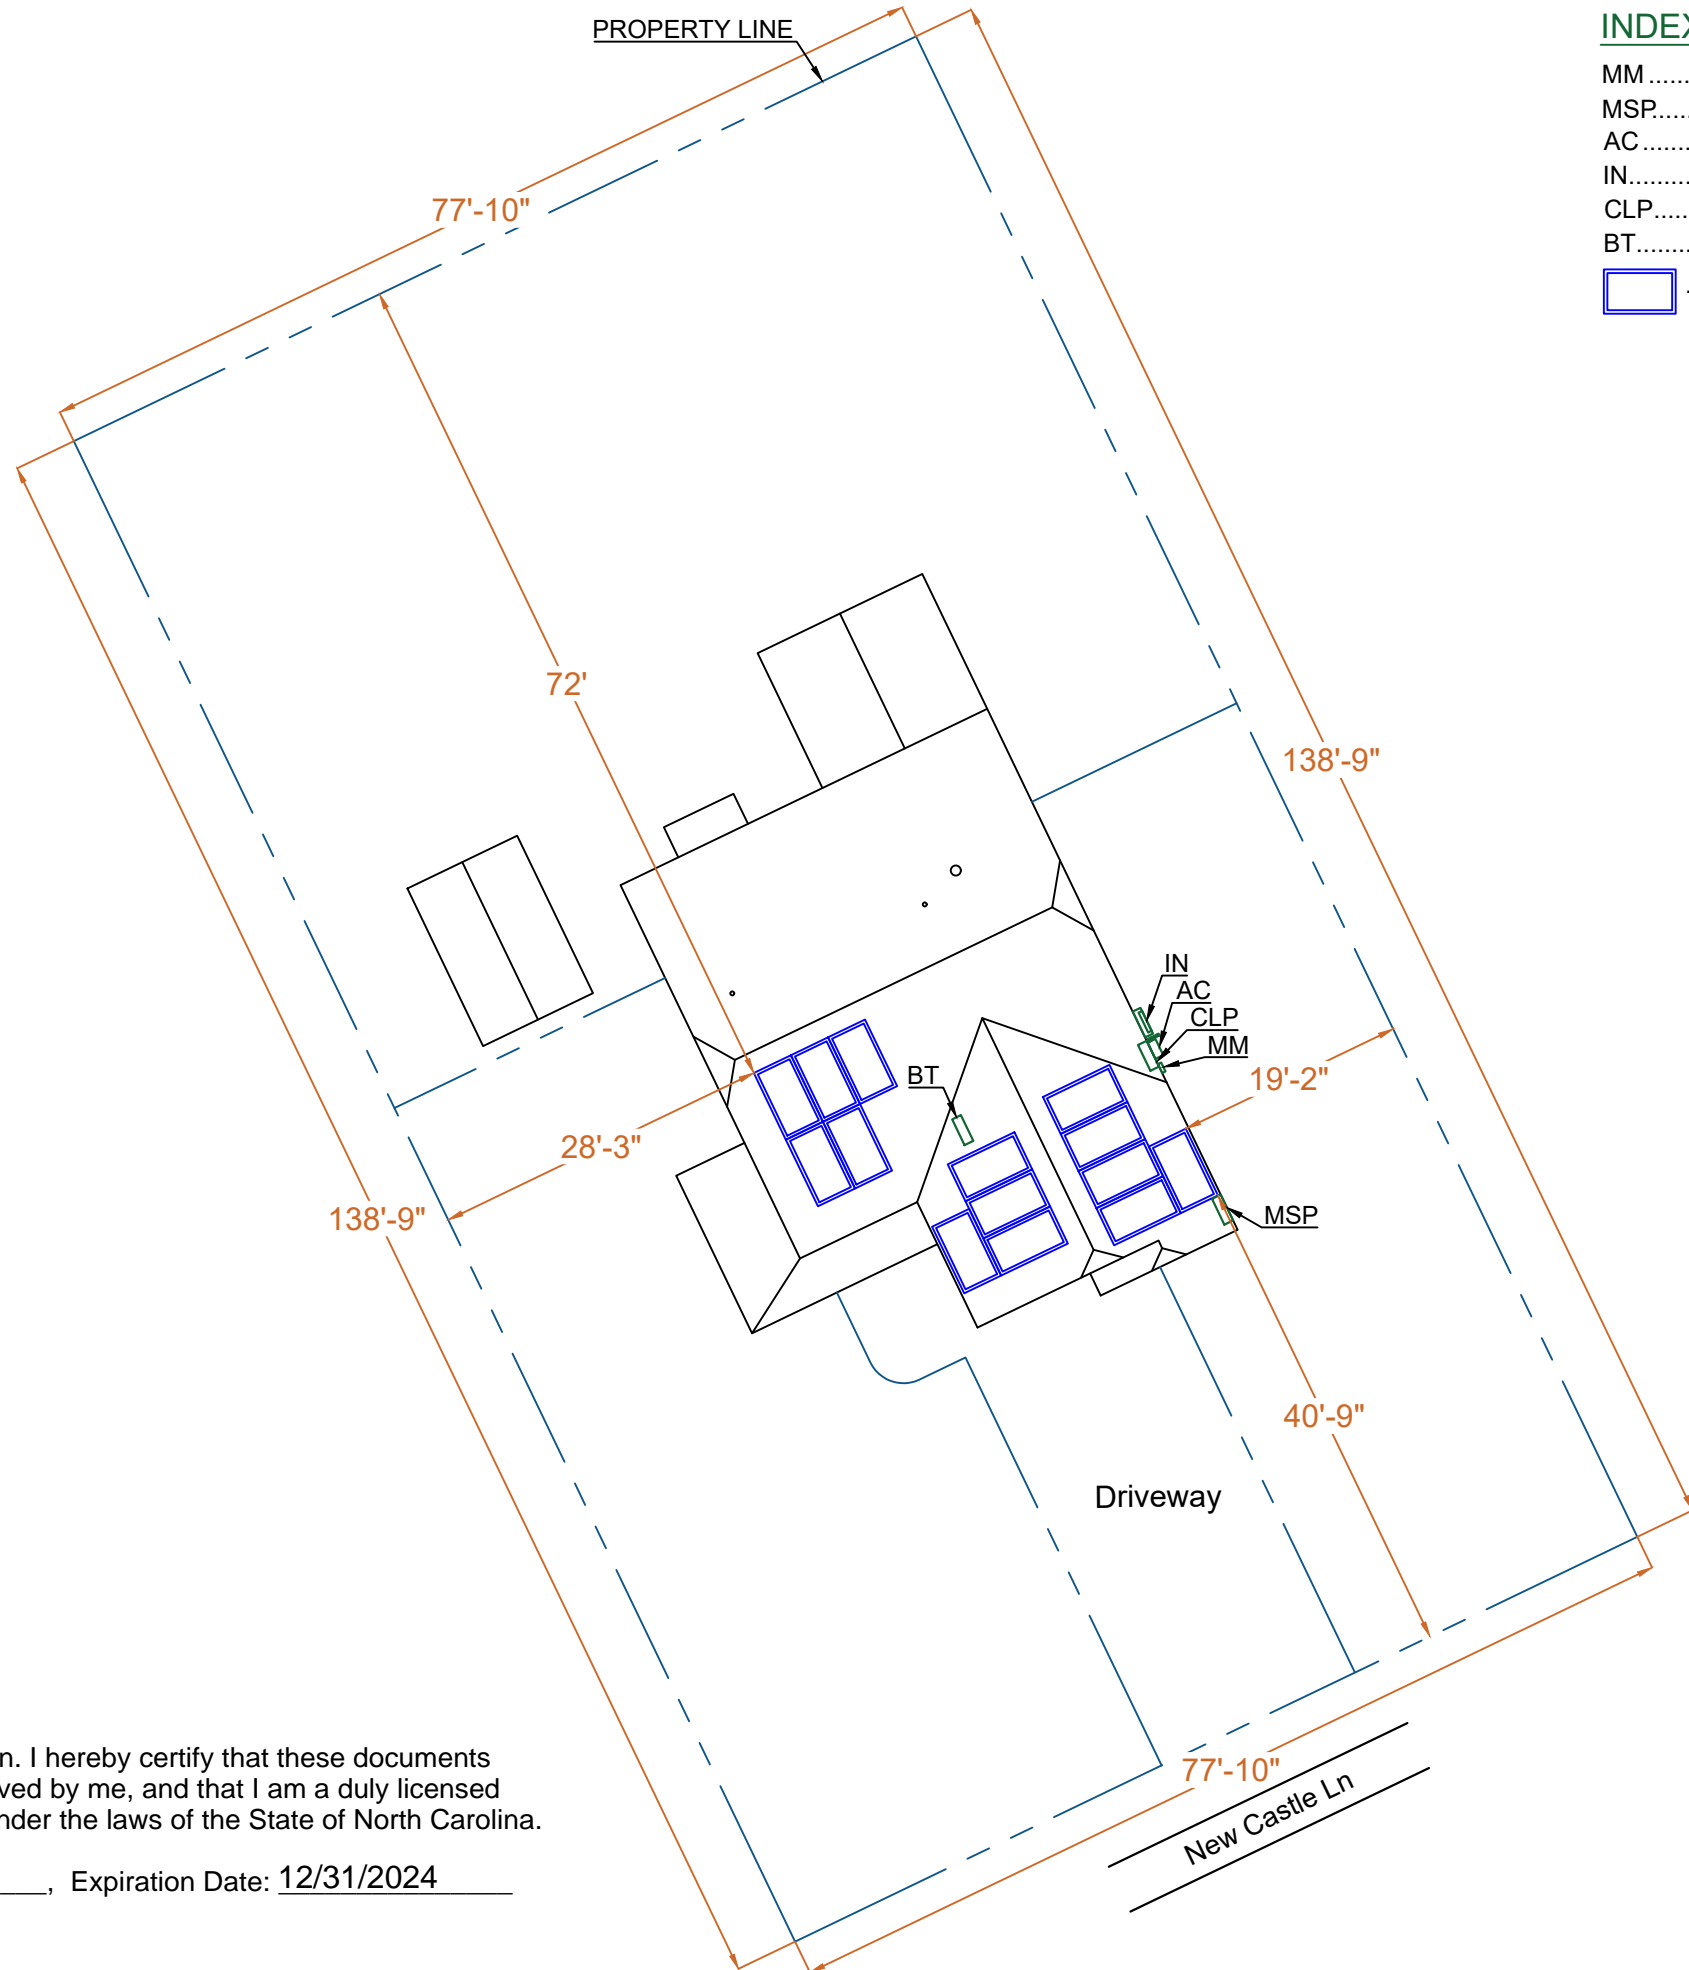 PROPERTY LINE
INDEX
MM
MSP
AC
IN
CLP
BT
77'-10"
72'
138'-9"
IN
AC
CLP
MM
19'-2"
BT
28'-3"
138'-9"
MSP
40'-9"
Driveway
77'-10"
New Castle Ln
n. I hereby certify that these documents
ved by me, and that I am a duly licensed
nder the laws of the State of North Carolina.
, Expiration Date: 12/31/2024